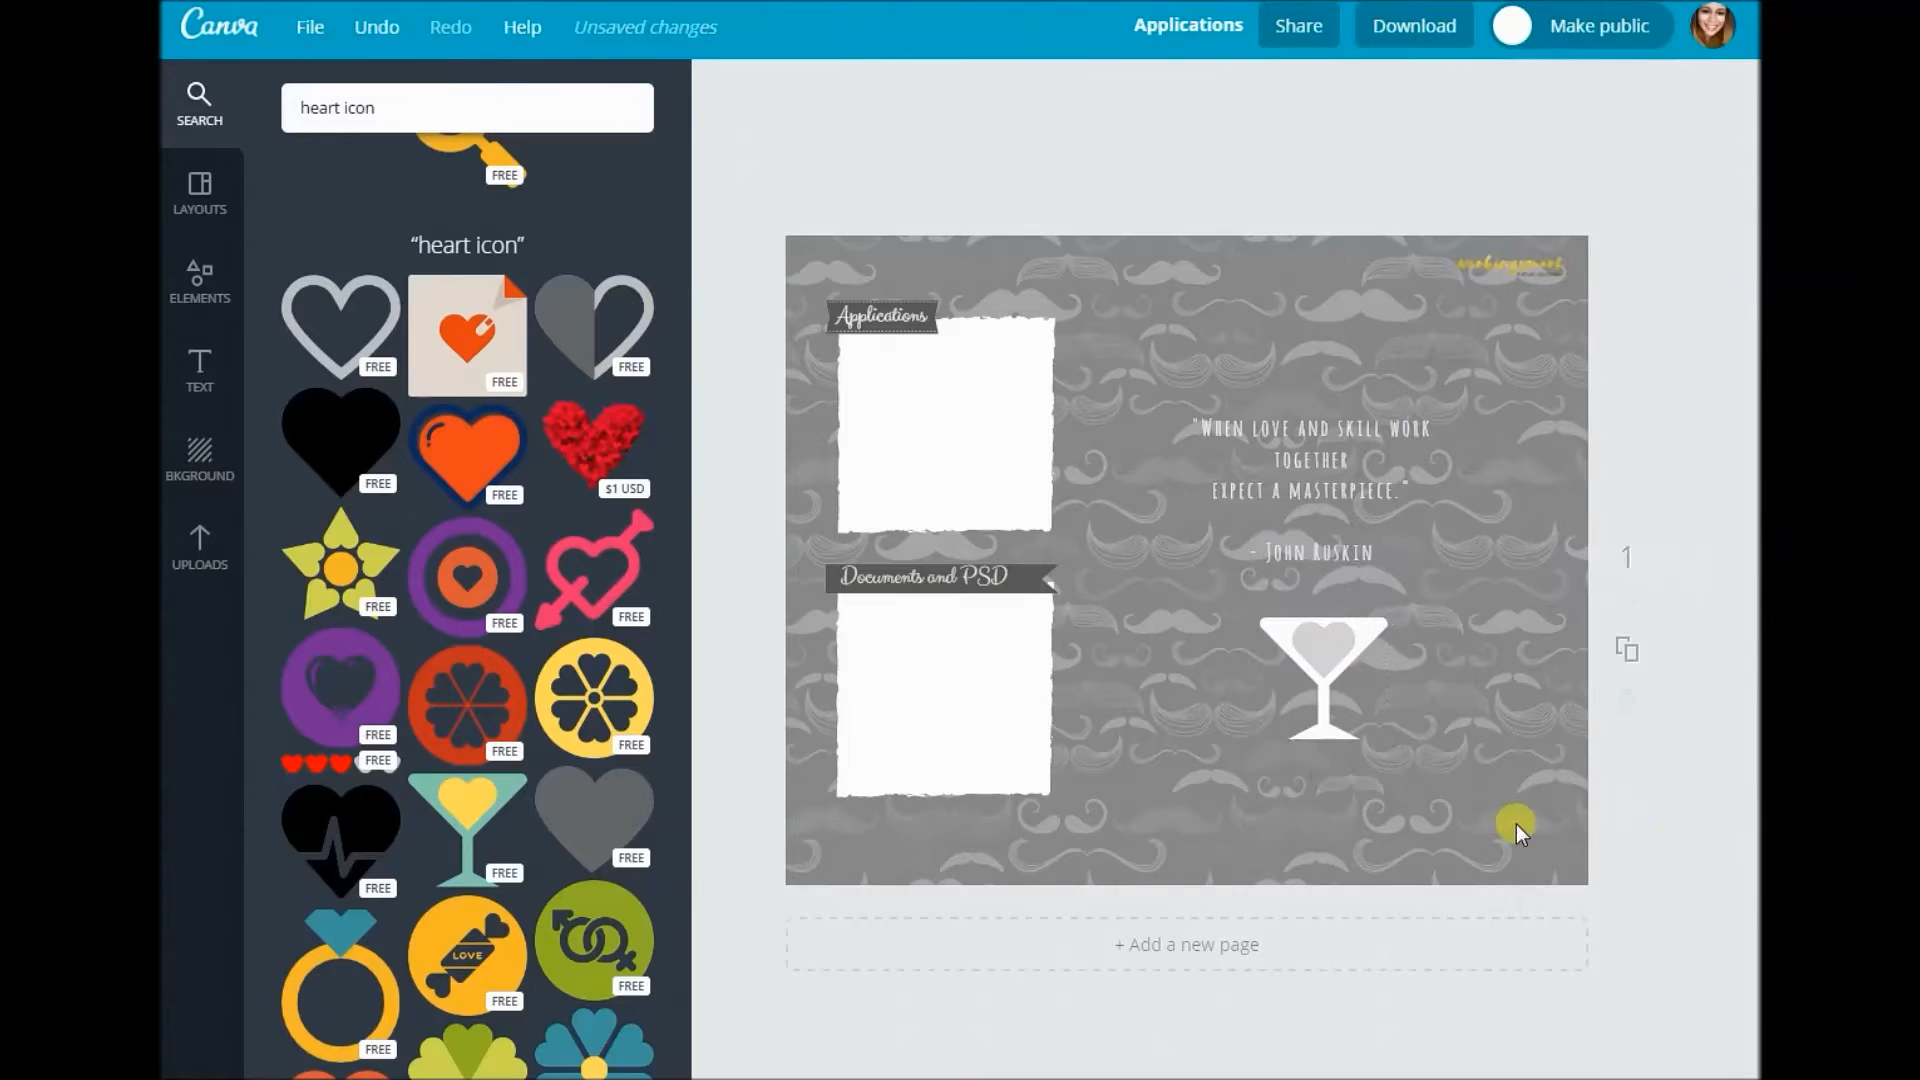 Canva
File
Undo
Redo
Help
Unsaved changes
Applications
Share
Download
Make public
SEARCH
LAYOUTS
ELEMENTS
TEXT
BKGROUND
UPLOADS
heart icon
FREE
“heart icon”
FREE
FREE
FREE
FREE
FREE
$1 USD
FREE
FREE
FREE
FREE
FREE
FREE
FREE
FREE
FREE
FREE
LOVE
FREE
FREE
FREE
Applications
Documents and PSD
"When love and skill work
together
expect a masterpiece."
- John Ruskin
1
+ Add a new page